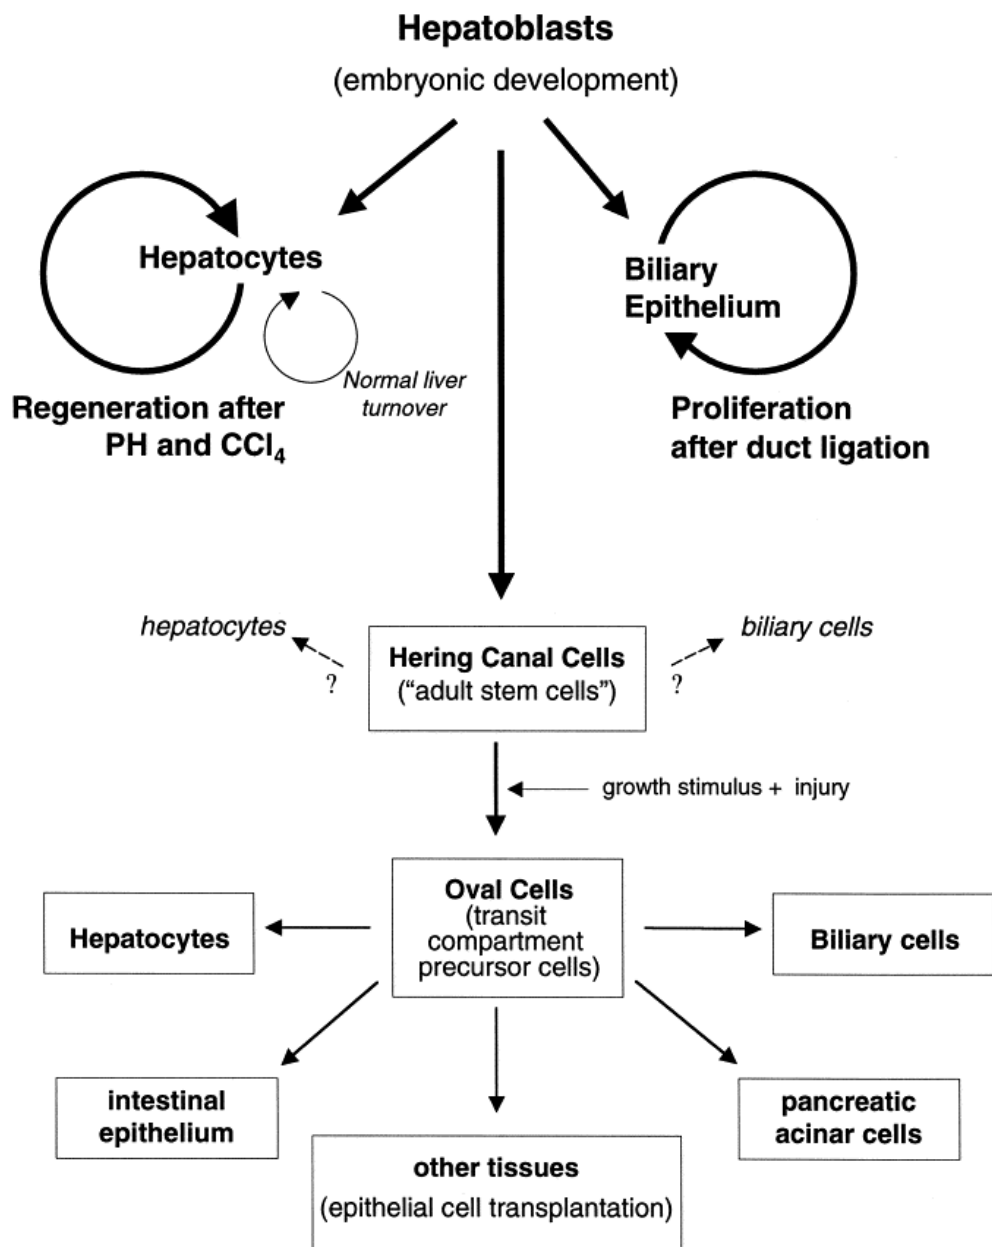 Hepatoblasts
(embryonic development)
Hepatocytes
Biliary
Epithelium
Normal liver
turnover
Regeneration after
PH and CCl₄
Proliferation
after duct ligation
hepatocytes
?
Hering Canal Cells
("adult stem cells")
biliary cells
?
growth stimulus + injury
Oval Cells
(transit
compartment
precursor cells)
Hepatocytes
Biliary cells
intestinal
epithelium
pancreatic
acinar cells
other tissues
(epithelial cell transplantation)